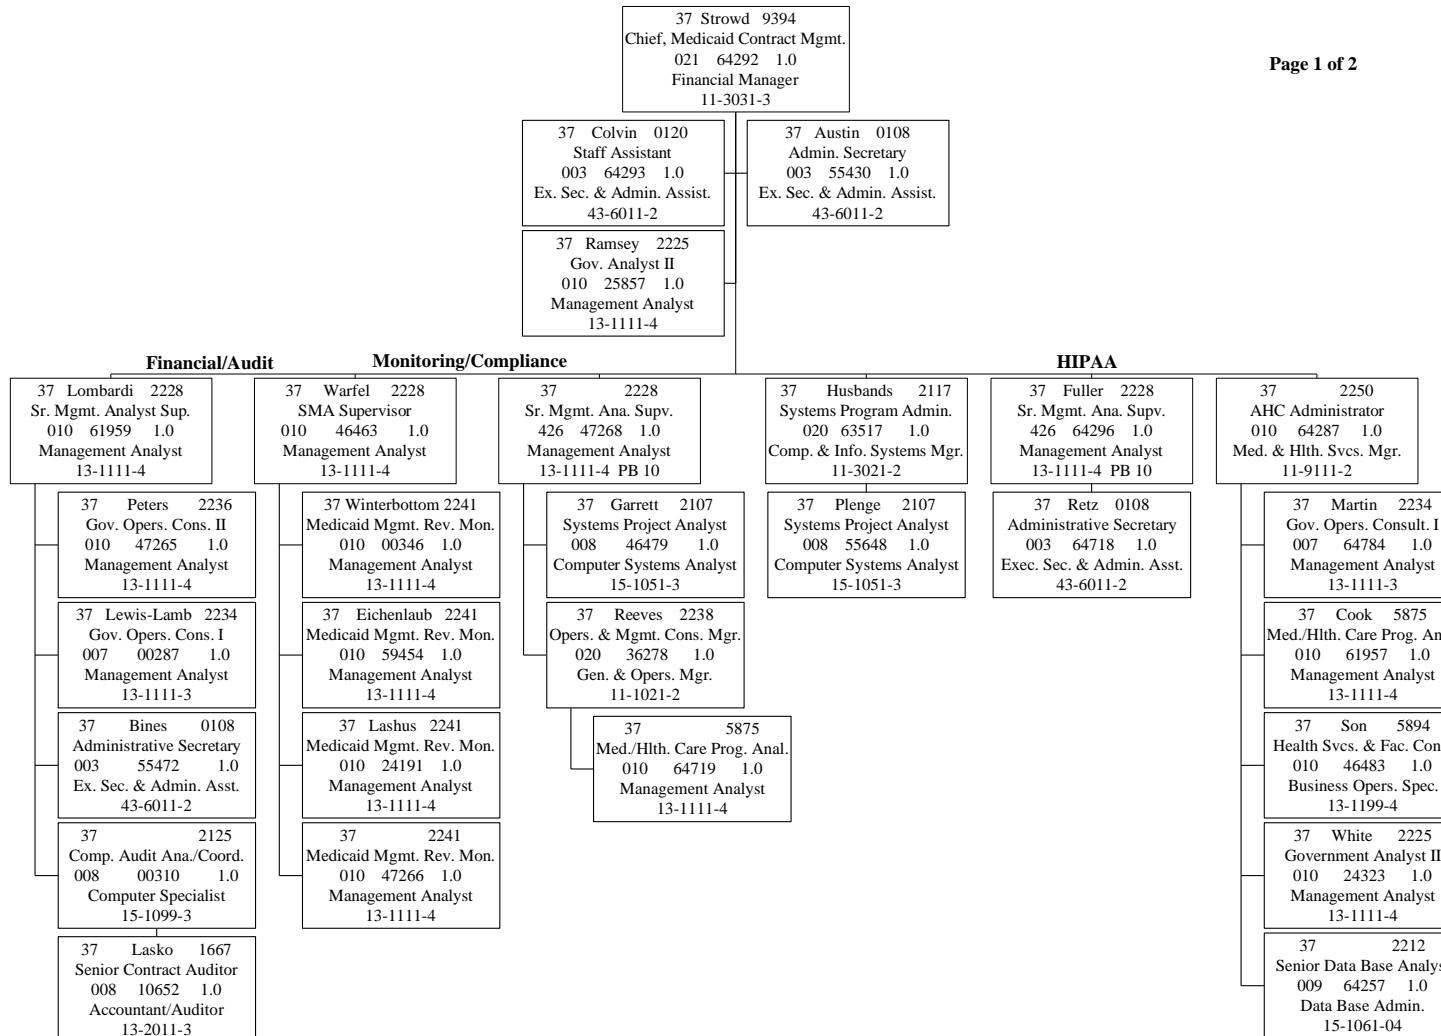 37 Strowd 9394
Chief, Medicaid Contract Mgmt.
021 64292 1.0
Financial Manager
11-3031-3
Page 1 of 2
37 Colvin 0120
Staff Assistant
003 64293 1.0
Ex. Sec. & Admin. Assist.
43-6011-2
37 Austin 0108
Admin. Secretary
003 55430 1.0
Ex. Sec. & Admin. Assist.
43-6011-2
37 Ramsey 2225
Gov. Analyst II
010 25857 1.0
Management Analyst
13-1111-4
Financial/Audit
Monitoring/Compliance
HIPAA
37 Lombardi 2228
Sr. Mgmt. Analyst Sup.
010 61959 1.0
Management Analyst
13-1111-4
37 Warfel 2228
SMA Supervisor
010 46463 1.0
Management Analyst
13-1111-4
37 2228
Sr. Mgmt. Ana. Supv.
426 47268 1.0
Management Analyst
13-1111-4 PB 10
37 Husbands 2117
Systems Program Admin.
020 63517 1.0
Comp. & Info. Systems Mgr.
11-3021-2
37 Fuller 2228
Sr. Mgmt. Ana. Supv.
426 64296 1.0
Management Analyst
13-1111-4 PB 10
37 2250
AHC Administrator
010 64287 1.0
Med. & Hlth. Svcs. Mgr.
11-9111-2
37 Peters 2236
Gov. Opers. Cons. II
010 47265 1.0
Management Analyst
13-1111-4
37 Lewis-Lamb 2234
Gov. Opers. Cons. I
007 00287 1.0
Management Analyst
13-1111-3
37 Bines 0108
Administrative Secretary
003 55472 1.0
Ex. Sec. & Admin. Asst.
43-6011-2
37 2125
Comp. Audit Ana./Coord.
008 00310 1.0
Computer Specialist
15-1099-3
37 Lasko 1667
Senior Contract Auditor
008 10652 1.0
Accountant/Auditor
13-2011-3
37 Winterbottom 2241
Medicaid Mgmt. Rev. Mon.
010 00346 1.0
Management Analyst
13-1111-4
37 Eichenlaub 2241
Medicaid Mgmt. Rev. Mon.
010 59454 1.0
Management Analyst
13-1111-4
37 Lashus 2241
Medicaid Mgmt. Rev. Mon.
010 24191 1.0
Management Analyst
13-1111-4
37 2241
Medicaid Mgmt. Rev. Mon.
010 47266 1.0
Management Analyst
13-1111-4
37 Garrett 2107
Systems Project Analyst
008 46479 1.0
Computer Systems Analyst
15-1051-3
37 Reeves 2238
Opers. & Mgmt. Cons. Mgr.
020 36278 1.0
Gen. & Opers. Mgr.
11-1021-2
37 5875
Med./Hlth. Care Prog. Anal.
010 64719 1.0
Management Analyst
13-1111-4
37 Plenge 2107
Systems Project Analyst
008 55648 1.0
Computer Systems Analyst
15-1051-3
37 Retz 0108
Administrative Secretary
003 64718 1.0
Exec. Sec. & Admin. Asst.
43-6011-2
37 Martin 2234
Gov. Opers. Consult. I
007 64784 1.0
Management Analyst
13-1111-3
37 Cook 5875
Med./Hlth. Care Prog.
010 61957 1.0
Management Analyst
13-1111-4
37 Son 5894
Health Svcs. & Fac.
010 46483 1.0
Business Opers. Spec.
13-1199-4
37 White 2225
Government Analyst II
010 24323 1.0
Management Analyst
13-1111-4
37 2212
Senior Data Base
009 64257 1.0
Data Base Admin.
15-1061-04